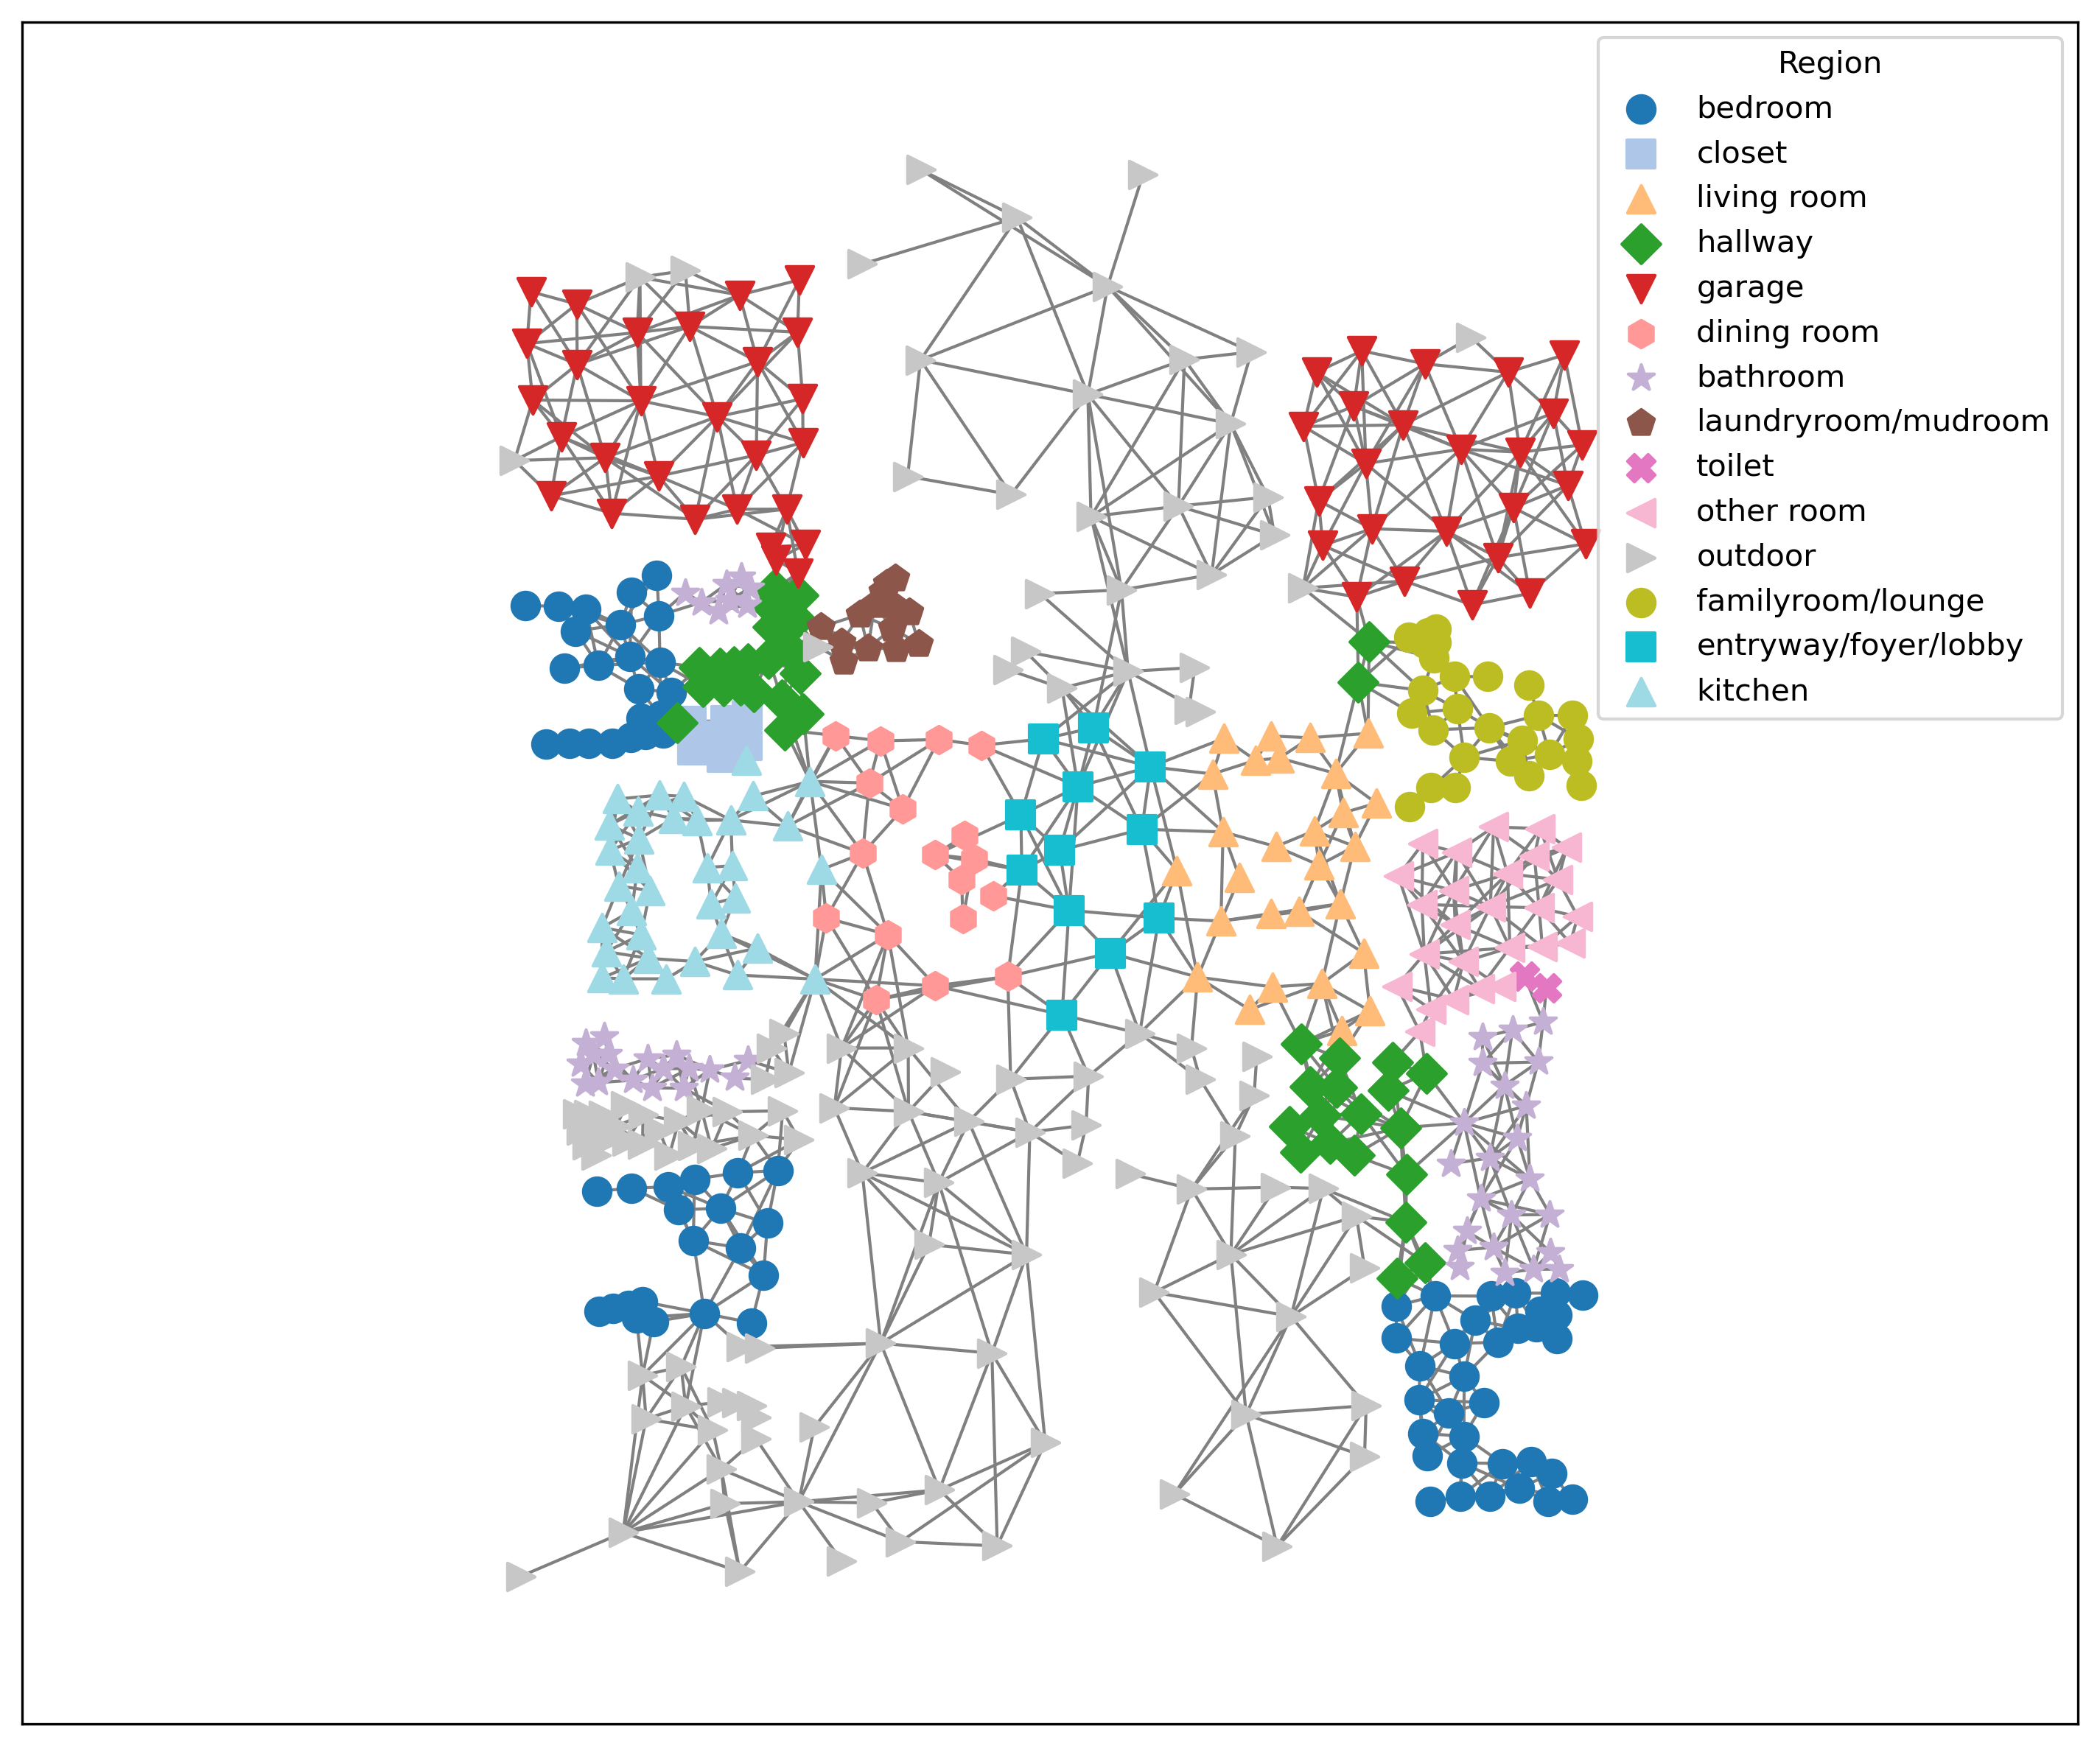 Region
bedroom
closet
living room
hallway
garage
dining room
bathroom
laundryroom/mudroom
toilet
other room
outdoor
familyroom/lounge
entryway/foyer/lobby
kitchen